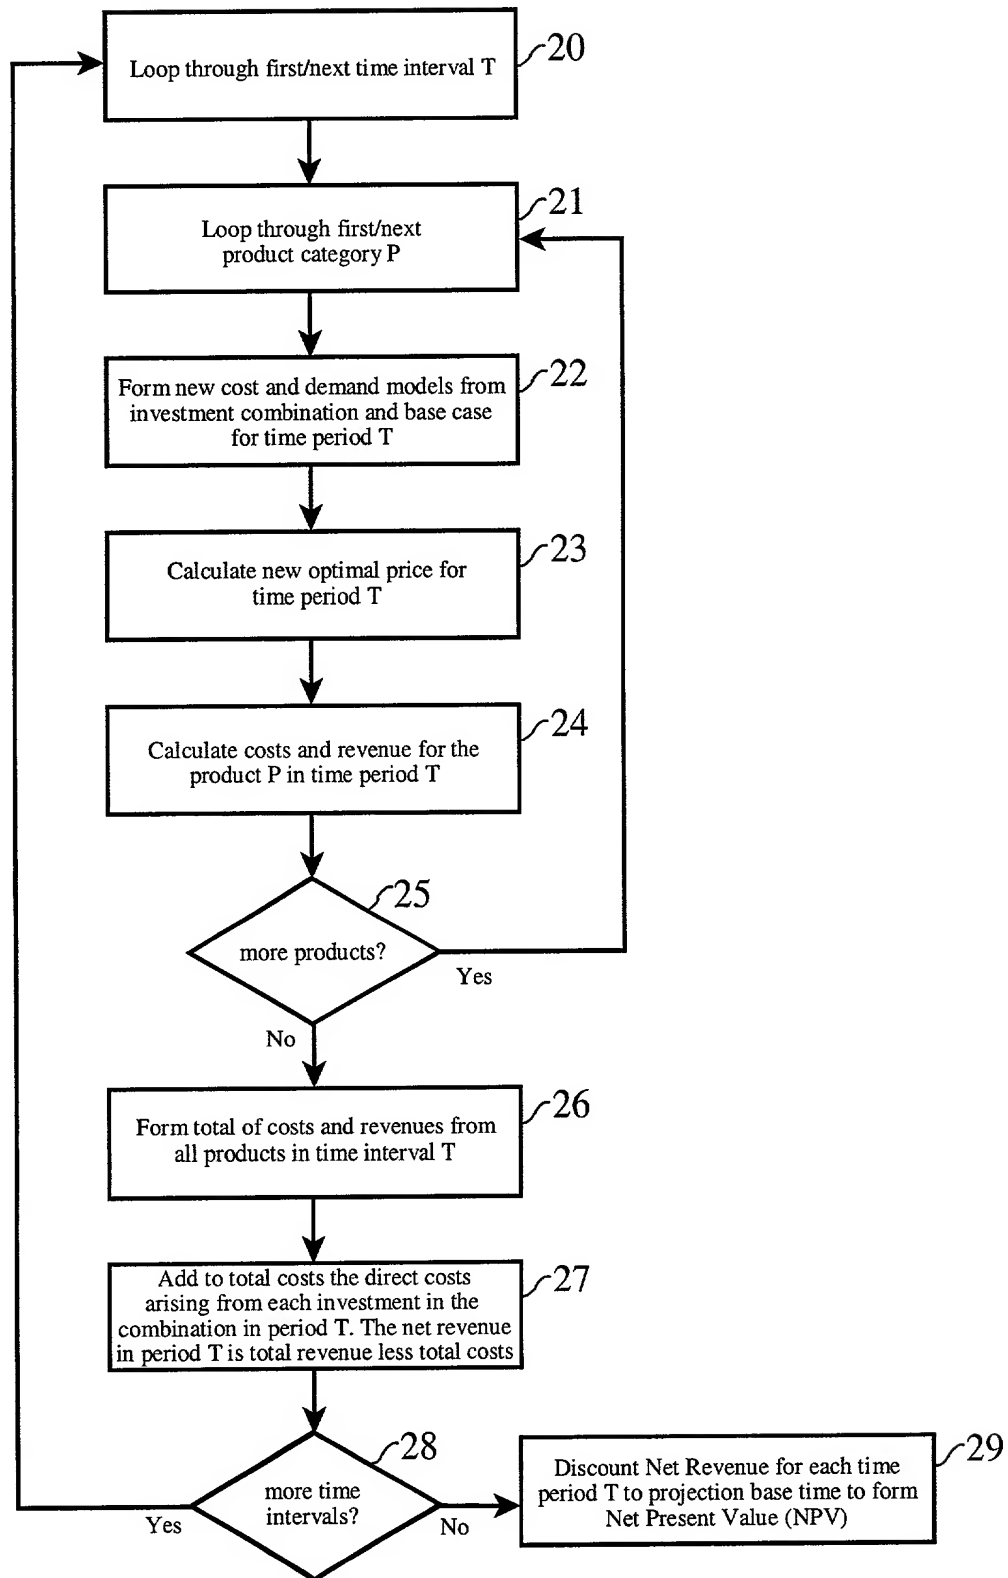 20
Loop through first/next time interval T
21
Loop through first/next
product category P
22
Form new cost and demand models from
investment combination and base case
for time period T
23
Calculate new optimal price for
time period T
24
Calculate costs and revenue for the
product P in time period T
25
more products?
Yes
No
26
Form total of costs and revenues from
all products in time interval T
27
Add to total costs the direct costs
arising from each investment in the
combination in period T. The net revenue
in period T is total revenue less total costs
28
more time
intervals?
Yes
No
29
Discount Net Revenue for each time
period T to projection base time to form
Net Present Value (NPV)